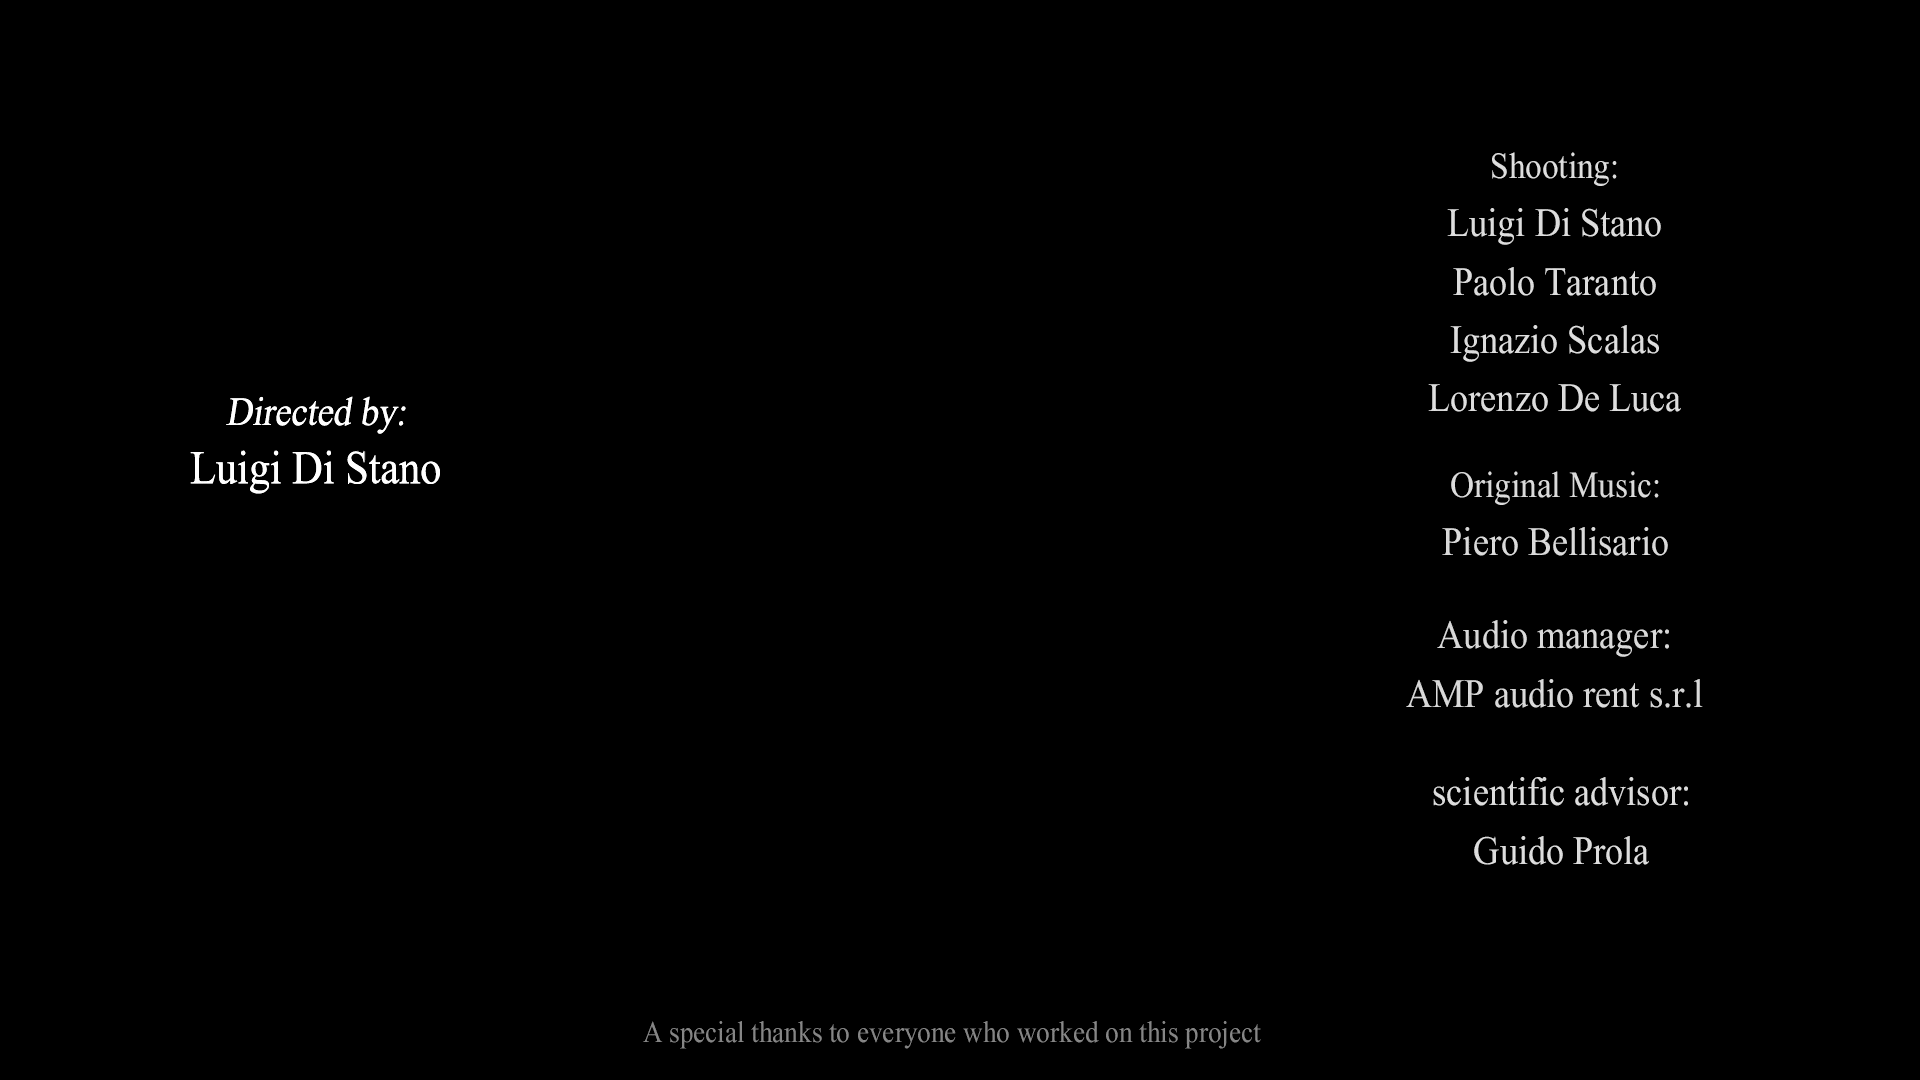 Directed by:
Luigi Di Stano
Shooting:
Luigi Di Stano
Paolo Taranto
Ignazio Scalas
Lorenzo De Luca
Original Music:
Piero Bellisario
Audio manager:
AMP audio rent s.r.l
scientific advisor:
Guido Prola
A special thanks to everyone who worked on this project